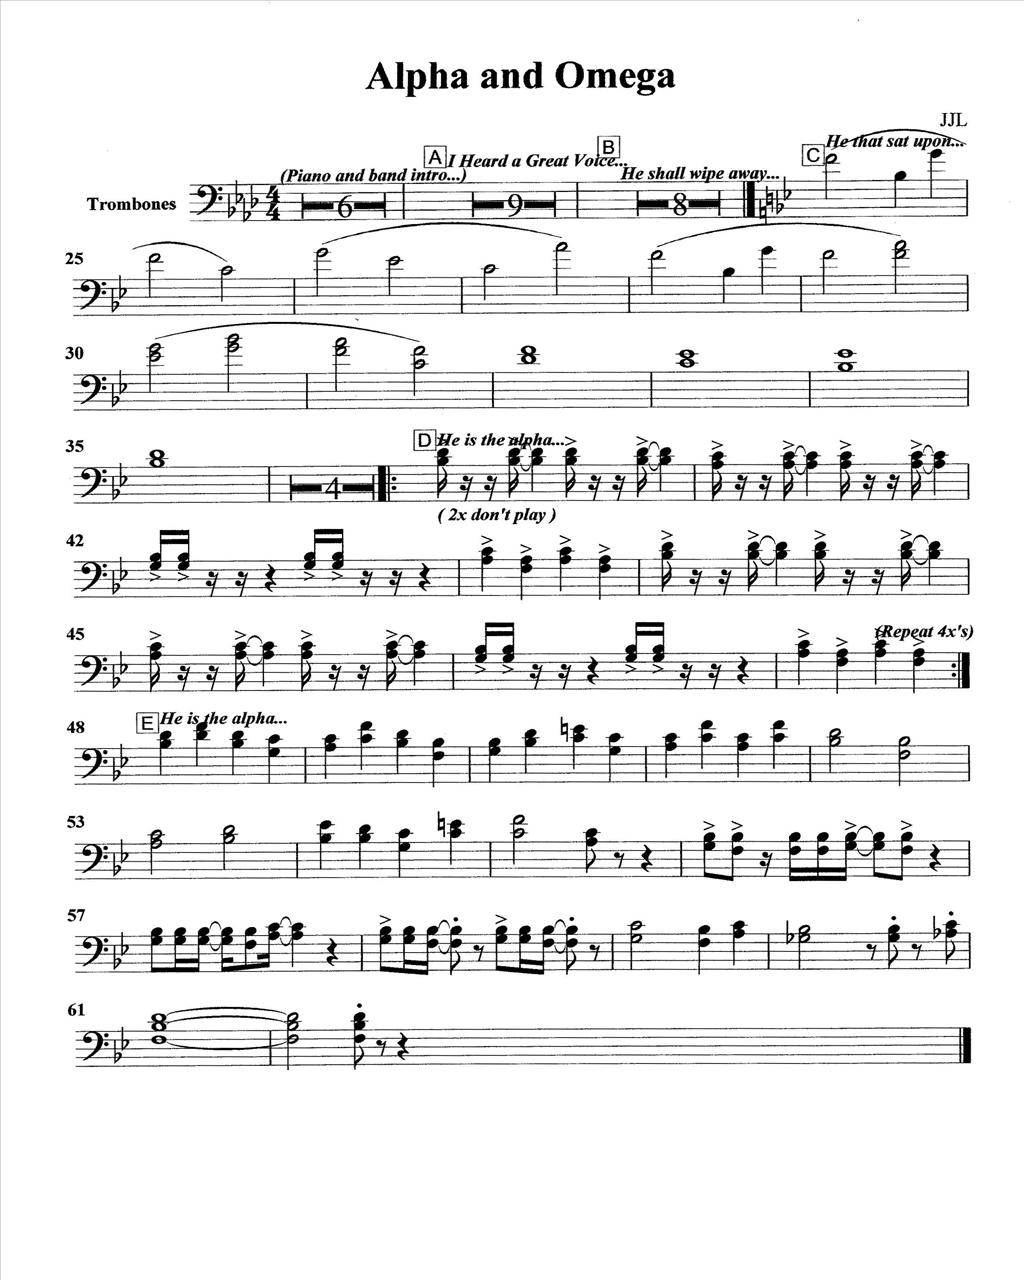 Alpha and Omega
JJL
A I Heard a Great Voice...
B
C He that sat upon...
(Piano and band intro...)
He shall wipe away...
Trombones
4
4
6
9
8
25
30
35
D He is the alpha...
4
( 2x don't play )
42
45
(Repeat 4x's)
48
E He is the alpha...
53
57
61